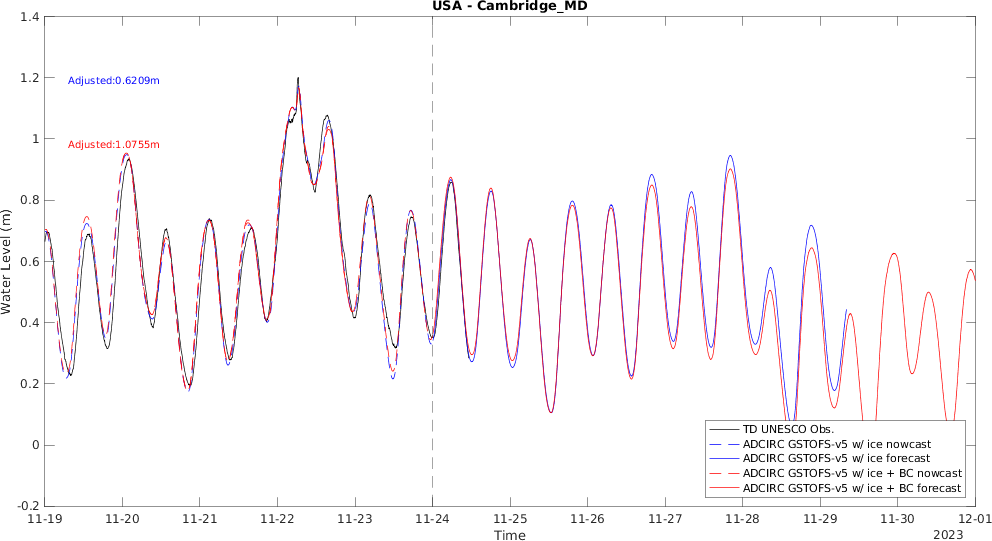 USA - Cambridge_MD
1.4
1.2
1
0.8
0.6
0.4
0.2
0
-0.2
Water Level (m)
Adjusted:0.6209m
Adjusted:1.0755m
TD UNESCO Obs.
ADCIRC GSTOFS-v5 w/ ice nowcast
ADCIRC GSTOFS-v5 w/ ice forecast
ADCIRC GSTOFS-v5 w/ ice + BC nowcast
ADCIRC GSTOFS-v5 w/ ice + BC forecast
11-19 11-20 11-21 11-22 11-23 11-24 11-25 11-26 11-27 11-28 11-29 11-30 12-01
Time
2023